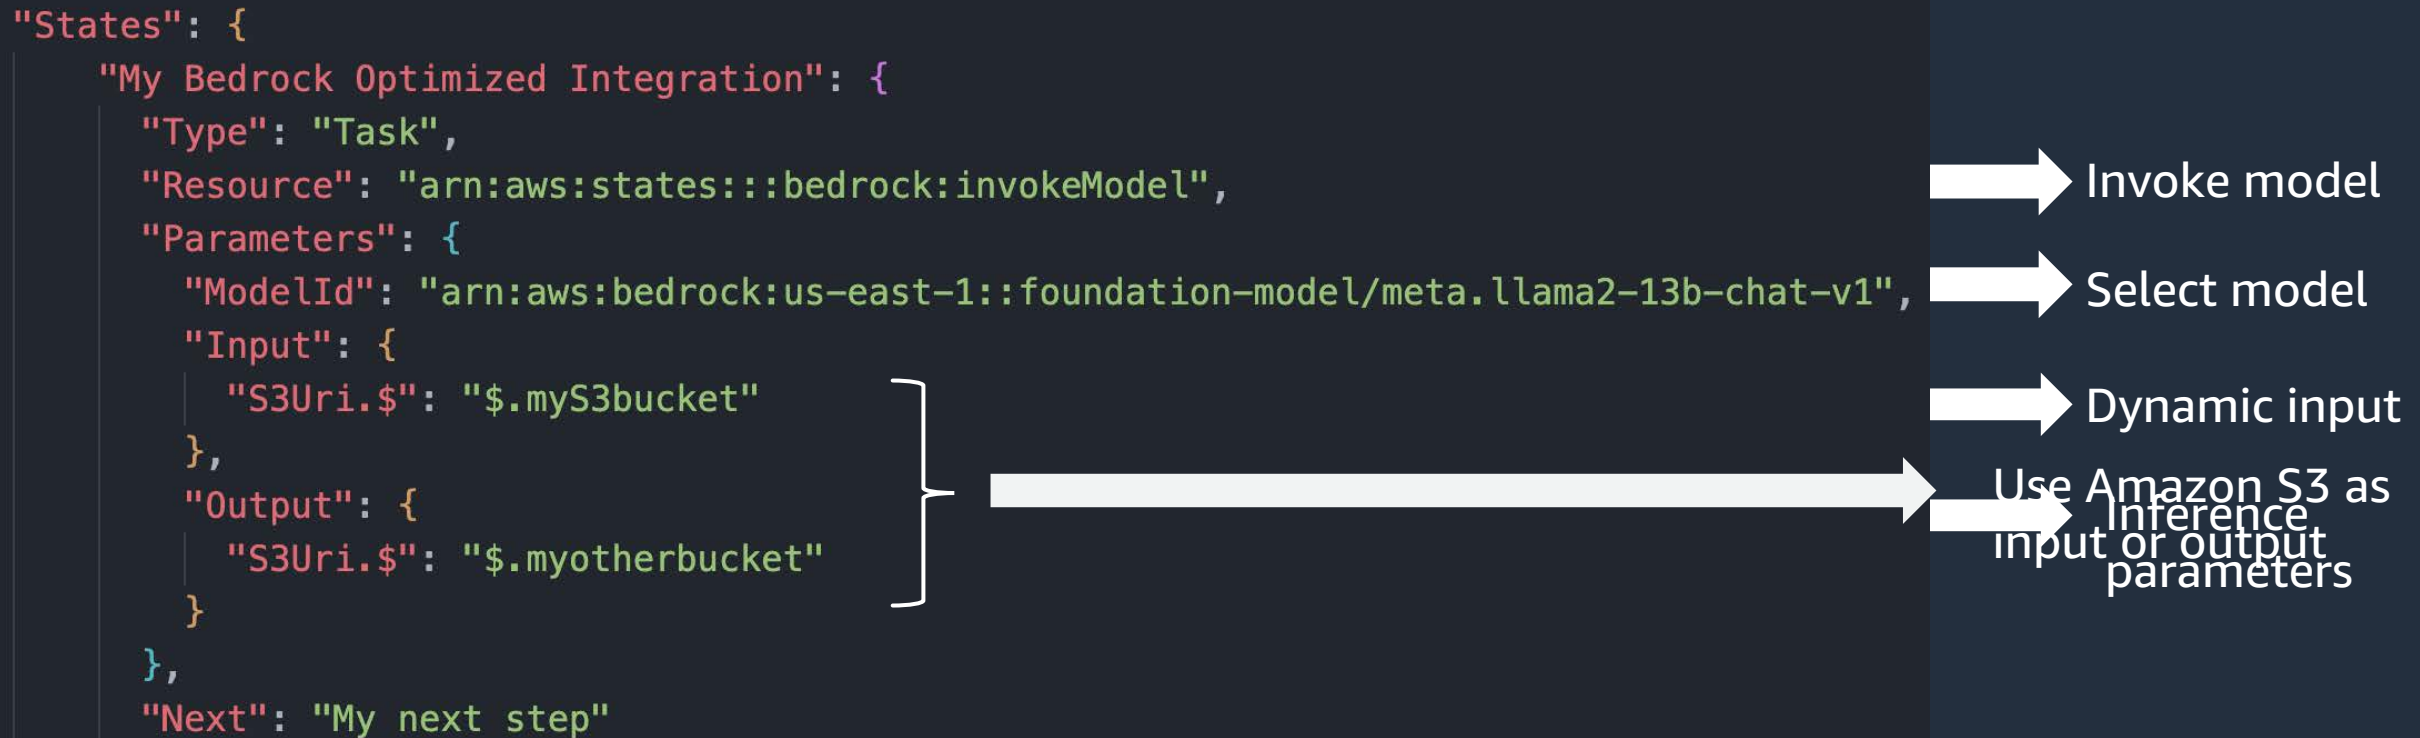 "States": {
"My Bedrock Optimized Integration": {
"Type": "Task",
"Resource": "arn:aws:states:::bedrock:invokeModel",
"Parameters": {
"ModelId": "arn:aws:bedrock:us-east-1::foundation-model/meta.llama2-13b-chat-v1",
"Input": {
"S3Uri.$": "$.myS3bucket"
},
"Output": {
"S3Uri.$": "$.myotherbucket"
}
},
"Next": "My next step"
Invoke model
Select model
Dynamic input
Use Amazon S3 as
input or output
Inference
parameters